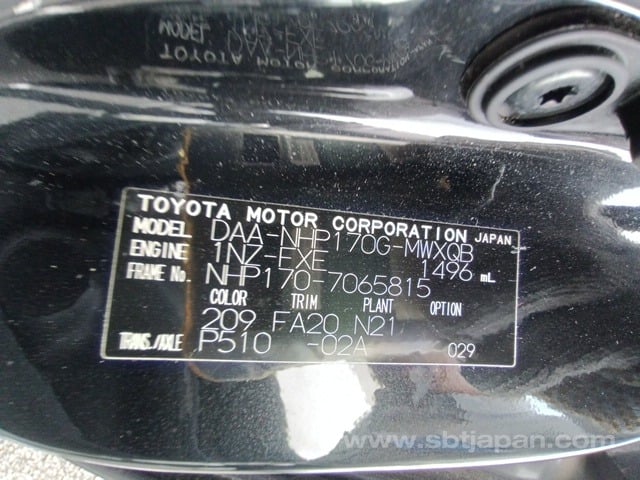 TOYOTA MOTOR CORPORATION JAPAN
MODEL DAA-NHP170G-MWXQB
ENGINE 1NZ-FXE 1496 mL
FRAME No. NHP170-7065815
COLOR TRIM PLANT OPTION
209 FA20 N21
TRANS./AXLE P510 -02A 029
www.sbtjapan.com